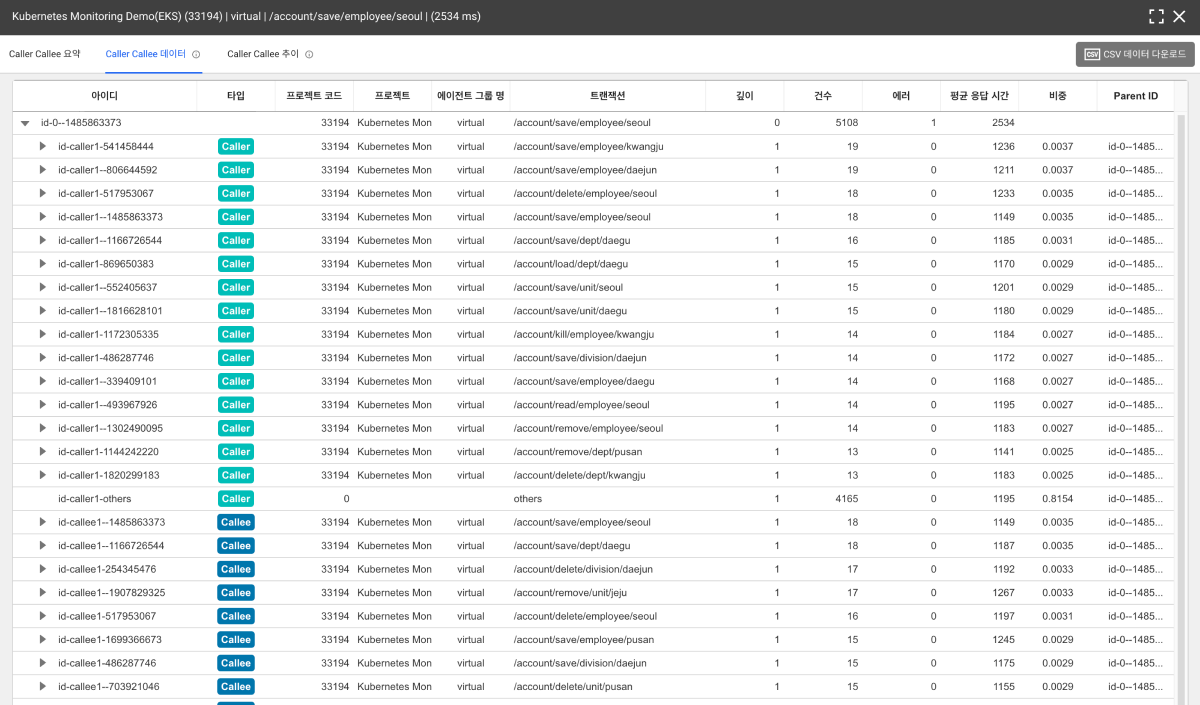 Kubernetes Monitoring Demo(EKS) (33194) | virtual | /account/save/employee/seoul | (2534 ms)
Caller Callee 요약 Caller Callee 데이터 Caller Callee 추이 CSV CSV 데이터 다운로드
아이디 타입 프로젝트 코드 프로젝트 에이전트 그룹 명 트랜잭션 깊이 건수 에러 평균 응답 시간 비중 Parent ID
id-0--1485863373 33194 Kubernetes Mon virtual /account/save/employee/seoul 0 5108 1 2534
id-caller1-541458444 Caller 33194 Kubernetes Mon virtual /account/save/employee/kwangju 1 19 0 1236 0.0037 id-0--1485...
id-caller1--806644592 Caller 33194 Kubernetes Mon virtual /account/save/employee/daejun 1 19 0 1211 0.0037 id-0--1485...
id-caller1-517953067 Caller 33194 Kubernetes Mon virtual /account/delete/employee/seoul 1 18 0 1233 0.0035 id-0--1485...
id-caller1--1485863373 Caller 33194 Kubernetes Mon virtual /account/save/employee/seoul 1 18 0 1149 0.0035 id-0--1485...
id-caller1--1166726544 Caller 33194 Kubernetes Mon virtual /account/save/dept/daegu 1 16 0 1185 0.0031 id-0--1485...
id-caller1-869650383 Caller 33194 Kubernetes Mon virtual /account/load/dept/daegu 1 15 0 1170 0.0029 id-0--1485...
id-caller1--552405637 Caller 33194 Kubernetes Mon virtual /account/save/unit/seoul 1 15 0 1201 0.0029 id-0--1485...
id-caller1--1816628101 Caller 33194 Kubernetes Mon virtual /account/save/unit/daegu 1 15 0 1180 0.0029 id-0--1485...
id-caller1-1172305335 Caller 33194 Kubernetes Mon virtual /account/kill/employee/kwangju 1 14 0 1184 0.0027 id-0--1485...
id-caller1-486287746 Caller 33194 Kubernetes Mon virtual /account/save/division/daejun 1 14 0 1172 0.0027 id-0--1485...
id-caller1--339409101 Caller 33194 Kubernetes Mon virtual /account/save/employee/daegu 1 14 0 1168 0.0027 id-0--1485...
id-caller1--493967926 Caller 33194 Kubernetes Mon virtual /account/read/employee/seoul 1 14 0 1195 0.0027 id-0--1485...
id-caller1--1302490095 Caller 33194 Kubernetes Mon virtual /account/remove/employee/seoul 1 14 0 1183 0.0027 id-0--1485...
id-caller1-1144242220 Caller 33194 Kubernetes Mon virtual /account/remove/dept/pusan 1 13 0 1141 0.0025 id-0--1485...
id-caller1-1820299183 Caller 33194 Kubernetes Mon virtual /account/delete/dept/kwangju 1 13 0 1183 0.0025 id-0--1485...
id-caller1-others Caller 0 others 1 4165 0 1195 0.8154 id-0--1485...
id-callee1--1485863373 Callee 33194 Kubernetes Mon virtual /account/save/employee/seoul 1 18 0 1149 0.0035 id-0--1485...
id-callee1--1166726544 Callee 33194 Kubernetes Mon virtual /account/save/dept/daegu 1 18 0 1187 0.0035 id-0--1485...
id-callee1-254345476 Callee 33194 Kubernetes Mon virtual /account/delete/division/daejun 1 17 0 1192 0.0033 id-0--1485...
id-callee1--1907829325 Callee 33194 Kubernetes Mon virtual /account/remove/unit/jeju 1 17 0 1267 0.0033 id-0--1485...
id-callee1-517953067 Callee 33194 Kubernetes Mon virtual /account/delete/employee/seoul 1 16 0 1197 0.0031 id-0--1485...
id-callee1-1699366673 Callee 33194 Kubernetes Mon virtual /account/save/employee/pusan 1 15 0 1245 0.0029 id-0--1485...
id-callee1-486287746 Callee 33194 Kubernetes Mon virtual /account/save/division/daejun 1 15 0 1175 0.0029 id-0--1485...
id-callee1--703921046 Callee 33194 Kubernetes Mon virtual /account/delete/unit/pusan 1 15 0 1155 0.0029 id-0--1485...